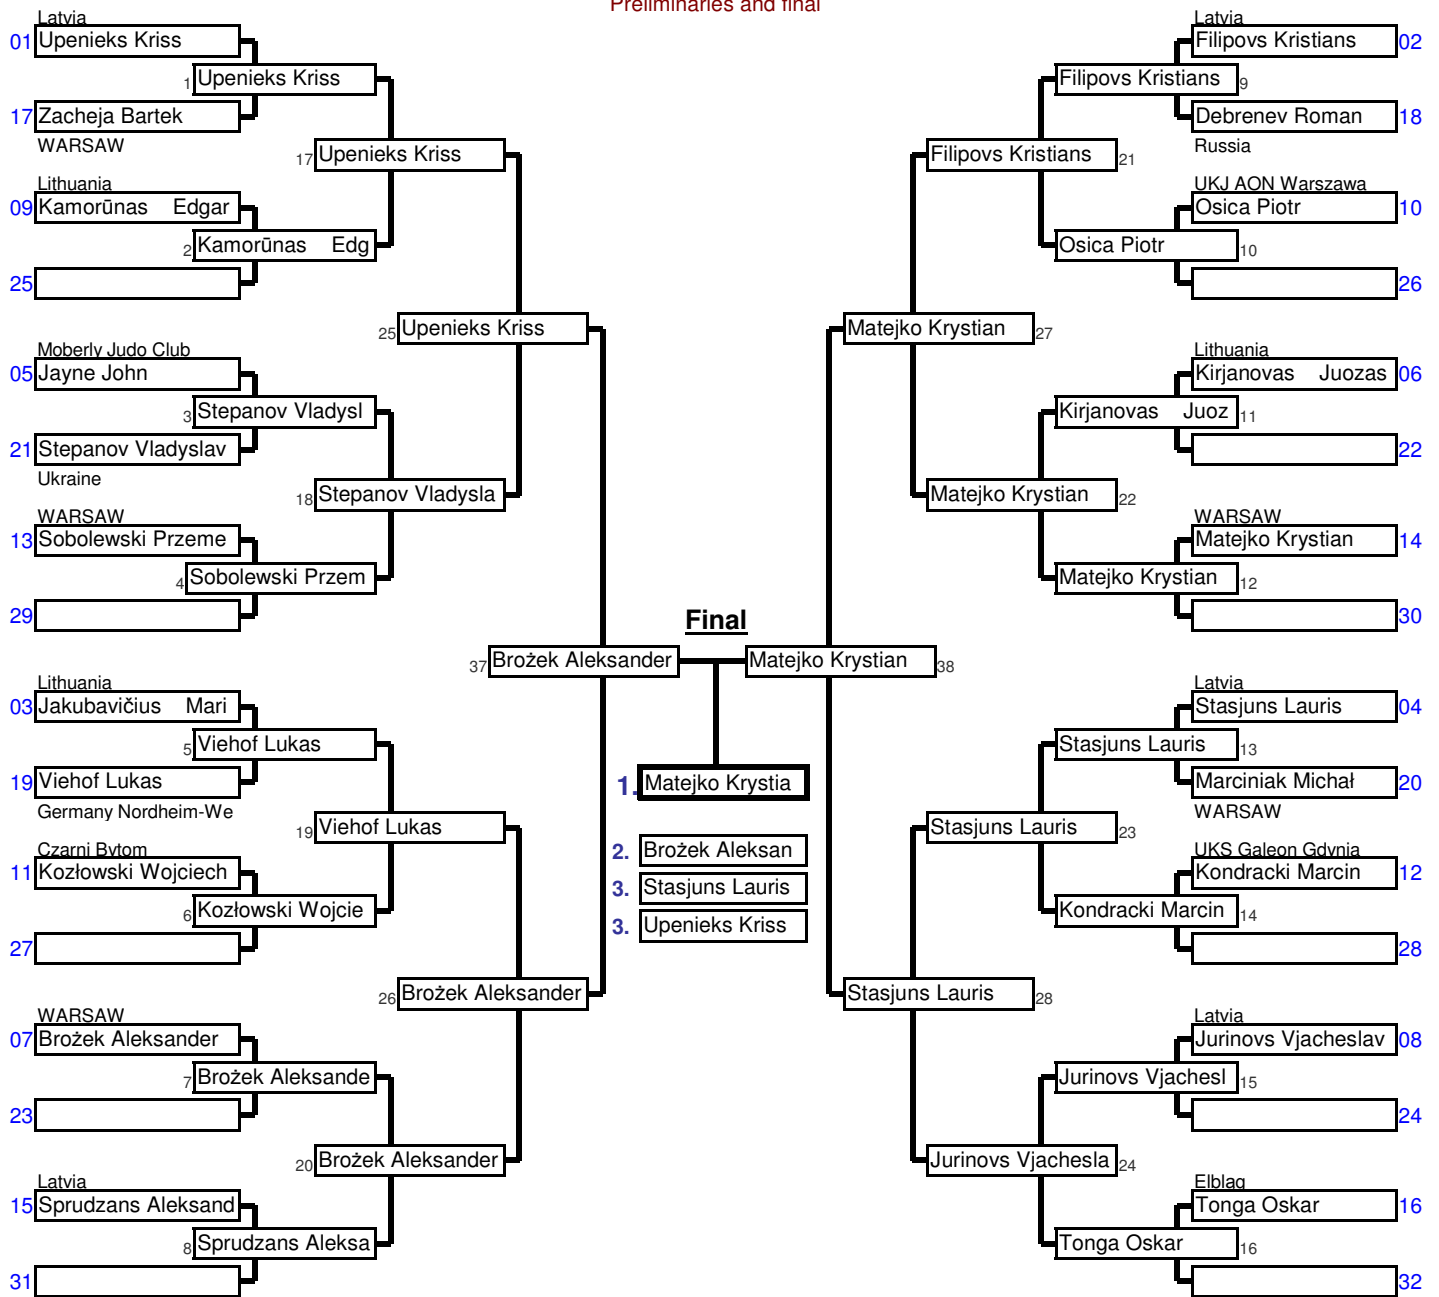 Preliminaries and final
Latvia
01 Upenieks Kriss
1 Upenieks Kriss
17 Zacheja Bartek
WARSAW
17 Upenieks Kriss
Lithuania
09 Kamorūnas Edgar
2 Kamorūnas Edg
25
25 Upenieks Kriss
Moberly Judo Club
05 Jayne John
3 Stepanov Vladysl
21 Stepanov Vladyslav
Ukraine
18 Stepanov Vladysla
WARSAW
13 Sobolewski Przeme
4 Sobolewski Przem
29
37 Brożek Aleksander
Lithuania
03 Jakubavičius Mari
5 Viehof Lukas
19 Viehof Lukas
Germany Nordheim-We
19 Viehof Lukas
Czarni Bytom
11 Kozłowski Wojciech
6 Kozłowski Wojcie
27
26 Brożek Aleksander
WARSAW
07 Brożek Aleksander
7 Brożek Aleksande
23
20 Brożek Aleksander
Latvia
15 Sprudzans Aleksand
8 Sprudzans Aleksa
31
Final
1. Matejko Krystia
2. Brożek Aleksan
3. Stasjuns Lauris
3. Upenieks Kriss
Latvia
Filipovs Kristians 02
Filipovs Kristians 9
Debrenev Roman 18
Russia
Filipovs Kristians 21
UKJ AON Warszawa
Osica Piotr 10
Osica Piotr 10
26
Matejko Krystian 27
Lithuania
Kirjanovas Juozas 06
Kirjanovas Juoz 11
22
Matejko Krystian 22
WARSAW
Matejko Krystian 14
Matejko Krystian 12
30
Matejko Krystian 38
Latvia
Stasjuns Lauris 04
Stasjuns Lauris 13
Marciniak Michał 20
WARSAW
Stasjuns Lauris 23
UKS Galeon Gdynia
Kondracki Marcin 12
Kondracki Marcin 14
28
Stasjuns Lauris 28
Latvia
Jurinovs Vjacheslav 08
Jurinovs Vjachesl 15
24
Jurinovs Vjachesla 24
Elbląg
Tonga Oskar 16
Tonga Oskar 16
32